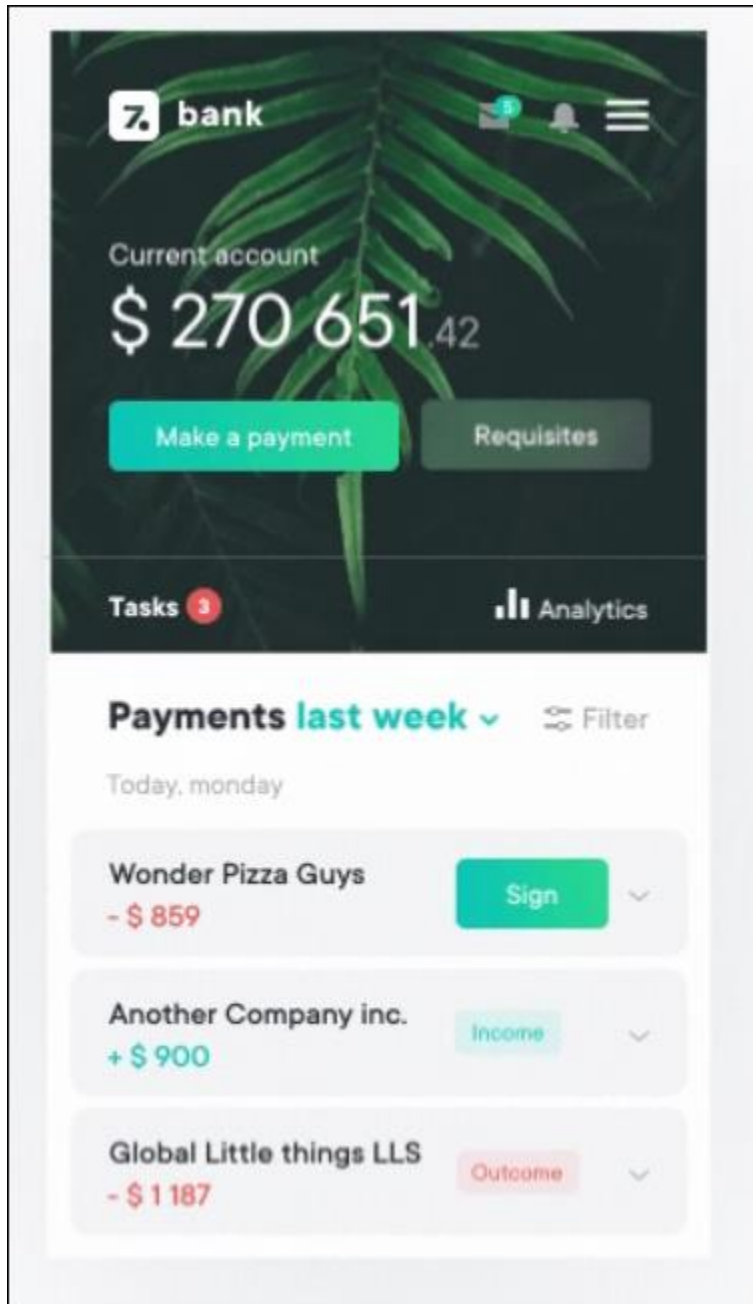 7. bank
5
Current account
$ 270 651.42
Make a payment
Requisites
Tasks 3
Analytics
Payments last week
Filter
Today, monday
Wonder Pizza Guys
- $ 859
Sign
Another Company inc.
+ $ 900
Income
Global Little things LLS
- $ 1 187
Outcome